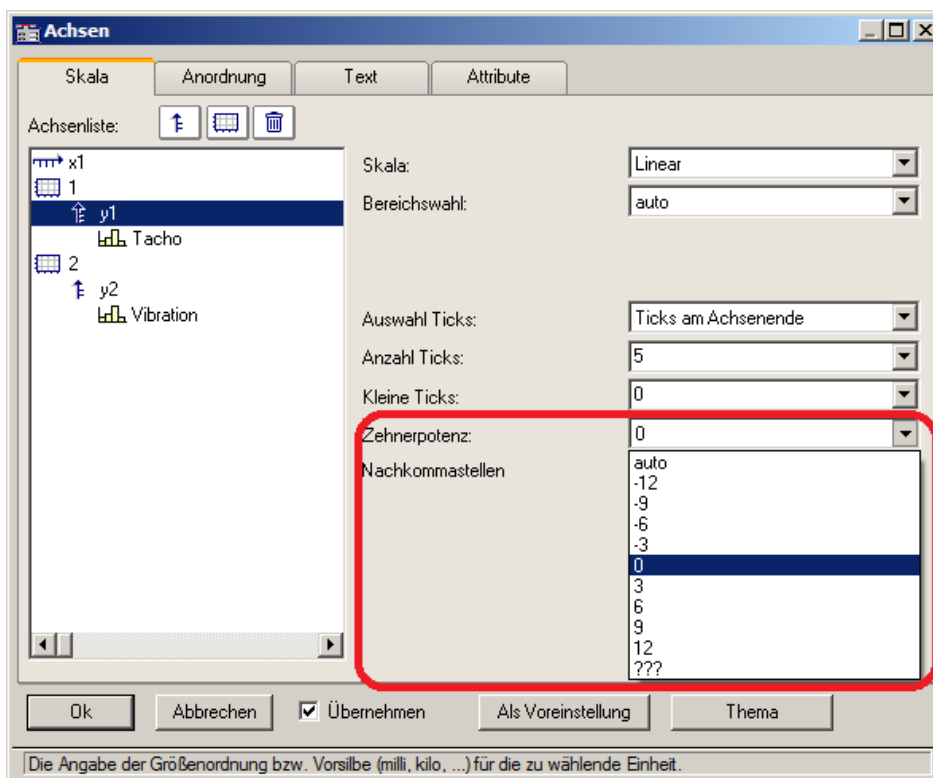 Achsen
Skala Anordnung Text Attribute
Achsenliste:
x1
1
y1
Tacho
2
y2
Vibration
Skala: Linear
Bereichswahl: auto
Auswahl Ticks: Ticks am Achsenende
Anzahl Ticks: 5
Kleine Ticks: 0
Zehnerpotenz: 0
Nachkommastellen
auto
-12
-9
-6
-3
0
3
6
9
12
???
Ok Abbrechen Übernehmen Als Voreinstellung Thema
Die Angabe der Größenordnung bzw. Vorsilbe (milli, kilo, ...) für die zu wählende Einheit.